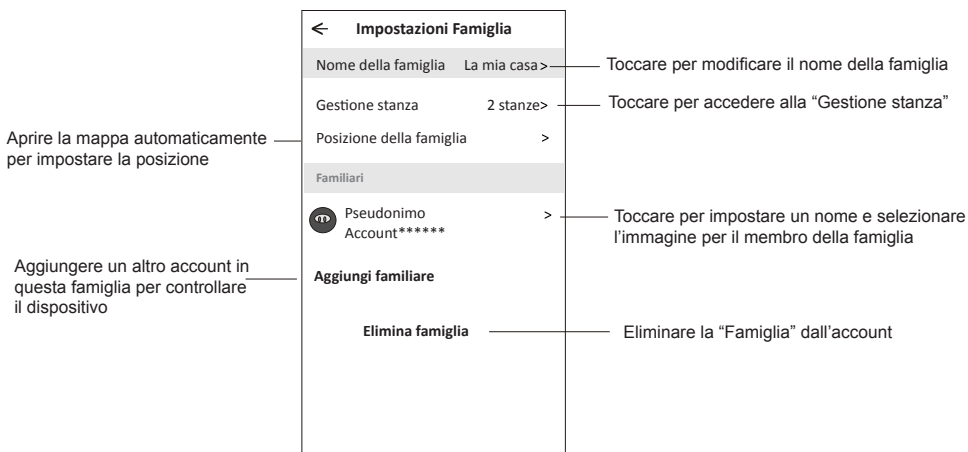 Impostazioni Famiglia
Nome della famiglia La mia casa >
Toccare per modificare il nome della famiglia
Gestione stanza 2 stanze>
Toccare per accedere alla “Gestione stanza”
Aprire la mappa automaticamente
per impostare la posizione
Posizione della famiglia >
Familiari
Pseudonimo >
Account******
Toccare per impostare un nome e selezionare
l’immagine per il membro della famiglia
Aggiungere un altro account in
questa famiglia per controllare
il dispositivo
Aggiungi familiare
Elimina famiglia
Eliminare la “Famiglia” dall’account